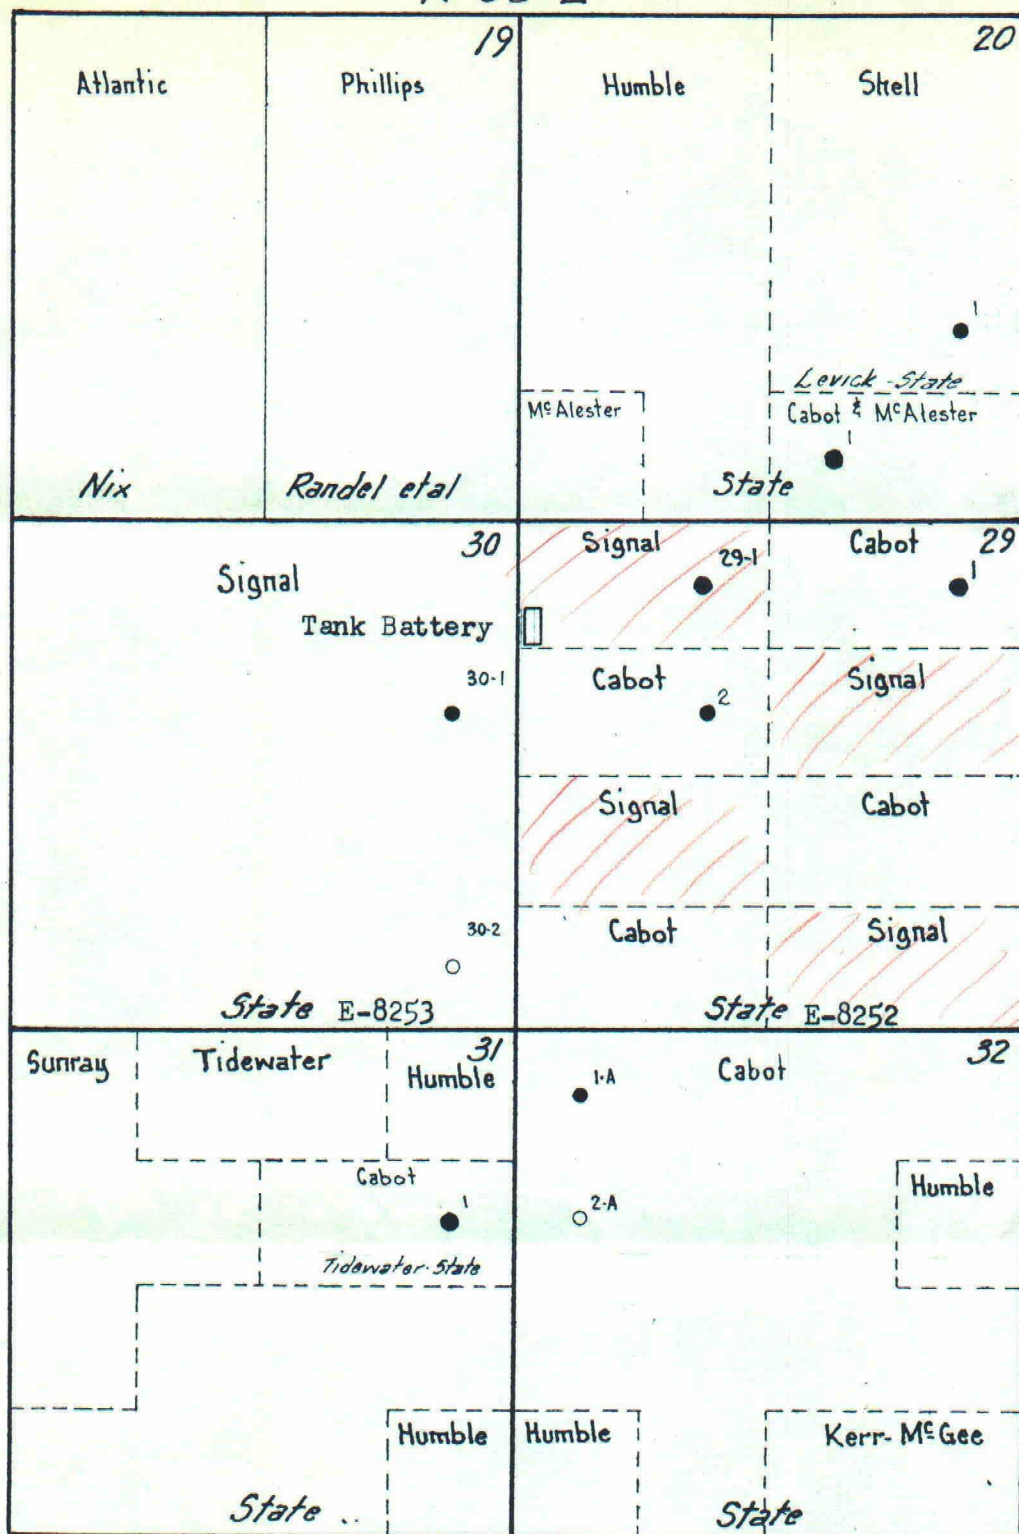 19
20
Atlantic
Phillips
Humble
Shell
1
Levick-State
McAlester
Cabot & McAlester
1
Nix
Randel et al
State
30
Signal
Tank Battery
30-1
30-2
State E-8253
29
Signal
29-1
Cabot
1
Cabot
2
Signal
Signal
Cabot
Cabot
Signal
State E-8252
31
Sunray
Tidewater
Humble
Cabot
1
Tidewater-State
Humble
State
32
Cabot
1-A
2-A
Humble
Humble
Kerr-McGee
State